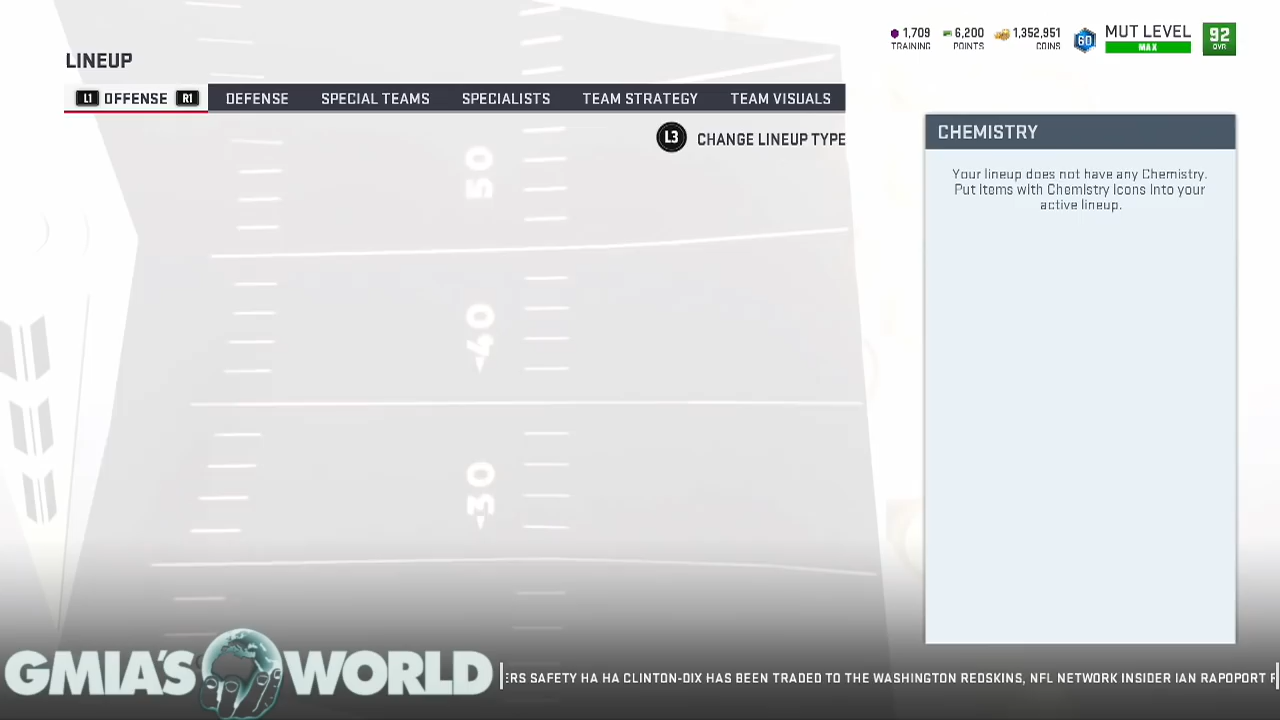 1,709
TRAINING
6,200
POINTS
1,352,951
COINS
60
MUT LEVEL
MAX
92
OVR
LINEUP
L1 OFFENSE R1 DEFENSE SPECIAL TEAMS SPECIALISTS TEAM STRATEGY TEAM VISUALS
L3 CHANGE LINEUP TYPE
CHEMISTRY
Your lineup does not have any Chemistry.
Put items with Chemistry icons into your
active lineup.
50
40
30
GMIA'S WORLD
ERS SAFETY HA HA CLINTON-DIX HAS BEEN TRADED TO THE WASHINGTON REDSKINS, NFL NETWORK INSIDER IAN RAPOPORT